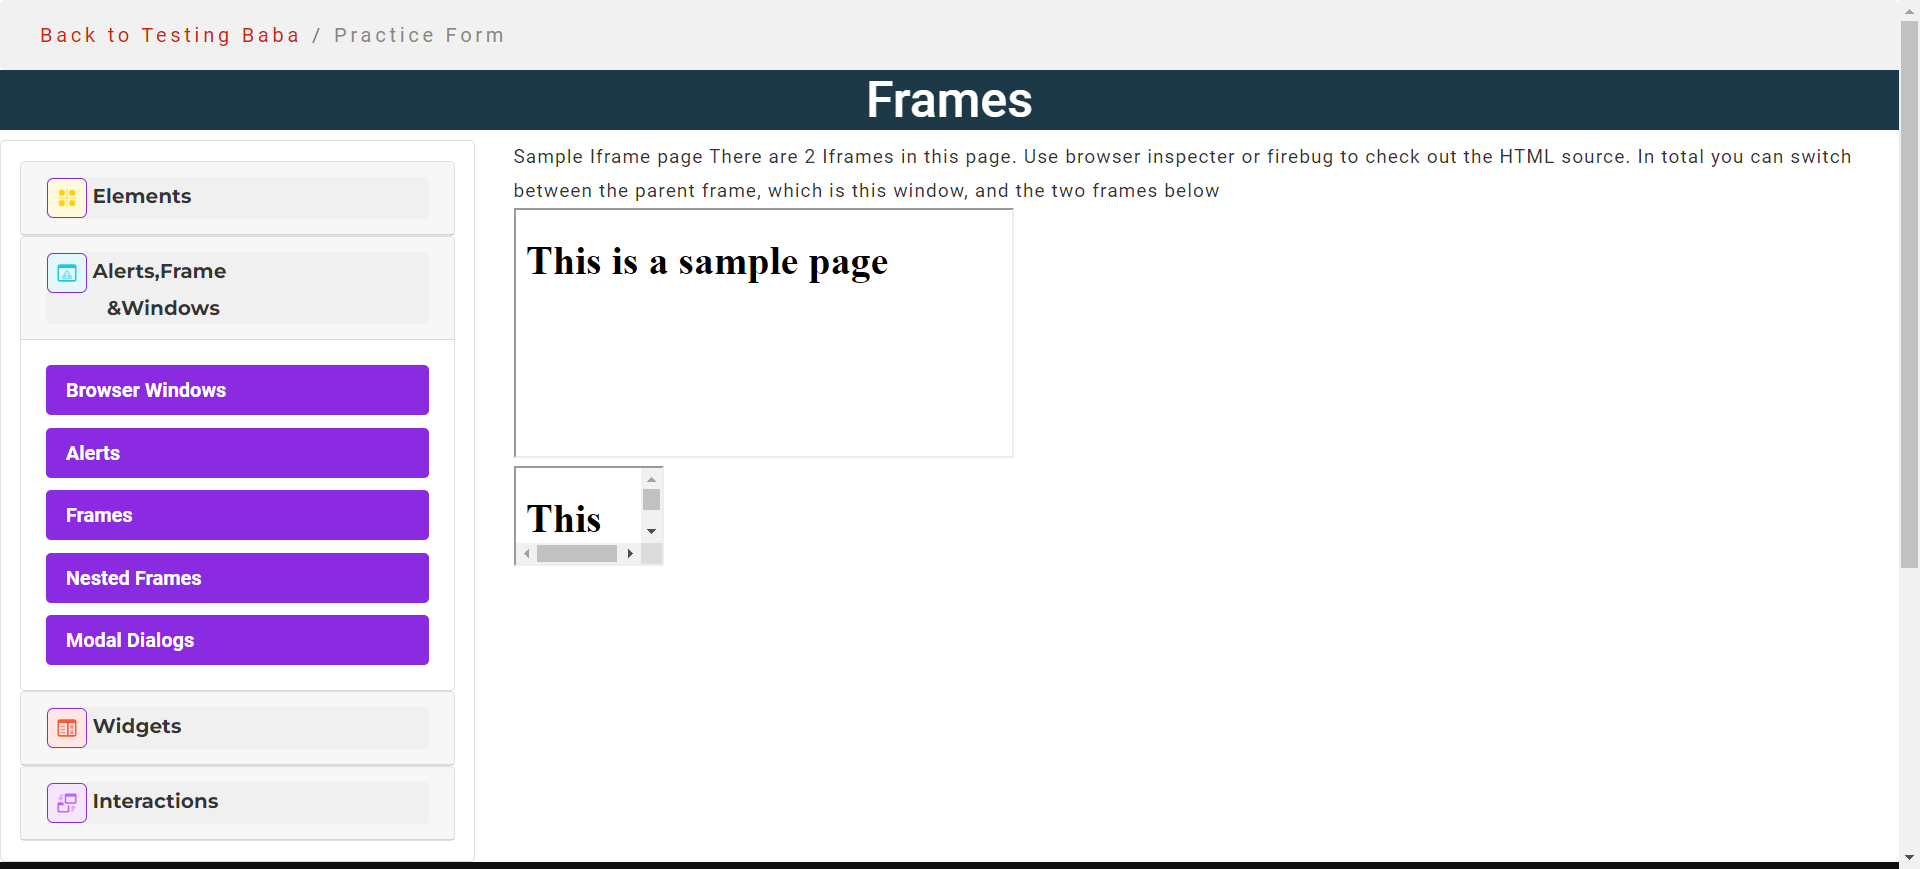 Back to Testing Baba / Practice Form
Frames
Elements
Alerts,Frame
&Windows
Browser Windows
Alerts
Frames
Nested Frames
Modal Dialogs
Widgets
Interactions
Sample Iframe page There are 2 Iframes in this page. Use browser inspecter or firebug to check out the HTML source. In total you can switch
between the parent frame, which is this window, and the two frames below
This is a sample page
This